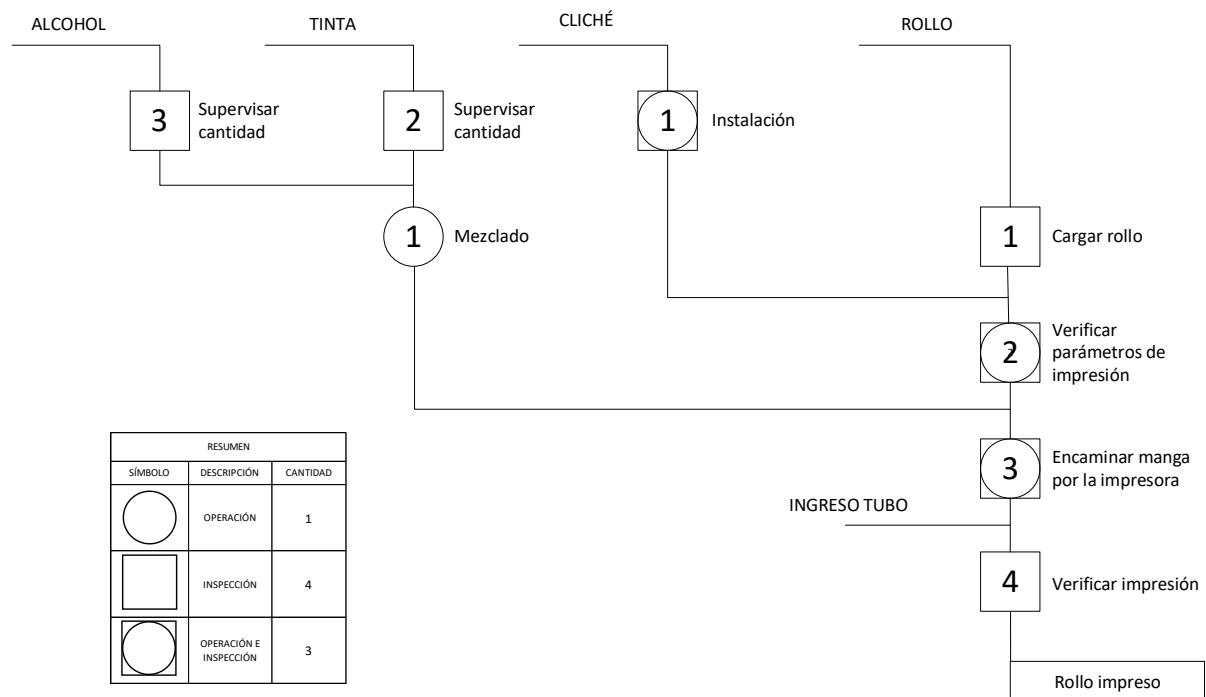 ALCOHOL
TINTA
CLICHÉ
ROLLO
3
Supervisar
cantidad
2
Supervisar
cantidad
1
Instalación
1
Mezclado
1
Cargar rollo
2
Verificar
parámetros de
impresión
3
Encaminar manga
por la impresora
INGRESO TUBO
4
Verificar impresión
Rollo impreso
RESUMEN
SÍMBOLO
DESCRIPCIÓN
CANTIDAD
OPERACIÓN
1
INSPECCIÓN
4
OPERACIÓN E
INSPECCIÓN
3